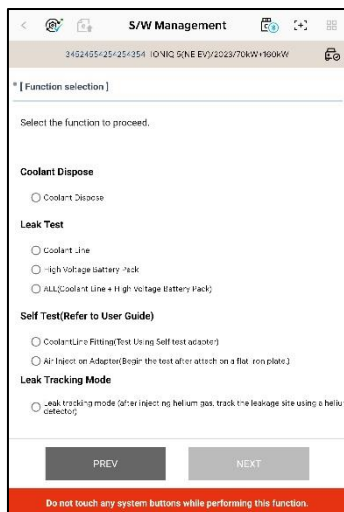 S/W Management
34524554254254354 IONIQ 5(NE EV)/2023/70kW+160kW
* [ Function selection ]
Select the function to proceed.
Coolant Dispose
Coolant Dispose
Leak Test
Coolant Line
High Voltage Battery Pack
ALL(Coolant Line + High Voltage Battery Pack)
Self Test(Refer to User Guide)
CoolantLine Fitting(Test Using Self test adapter)
Air Injection Adapter(Begin the test after attach on a flat iron plate.)
Leak Tracking Mode
Leak tracking mode (after injecting helium gas, track the leakage site using a heliu
detector)
PREV
NEXT
Do not touch any system buttons while performing this function.